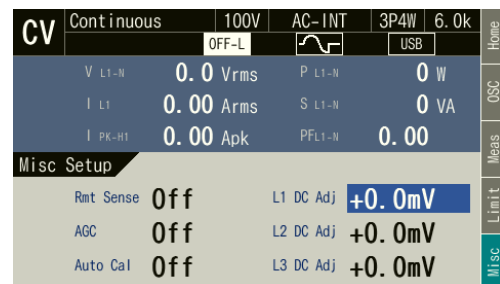 CV Continuous 100V AC-INT 3P4W 6.0k
OFF-L USB
V L1-N 0.0 Vrms P L1-N 0 W
I L1 0.00 Arms S L1-N 0 VA
I PK-H1 0.00 Apk PFL1-N 0.00
Misc Setup
Rmt Sense Off L1 DC Adj +0.0mV
AGC Off L2 DC Adj +0.0mV
Auto Cal Off L3 DC Adj +0.0mV
Home
OSC
Meas
Limit
Misc